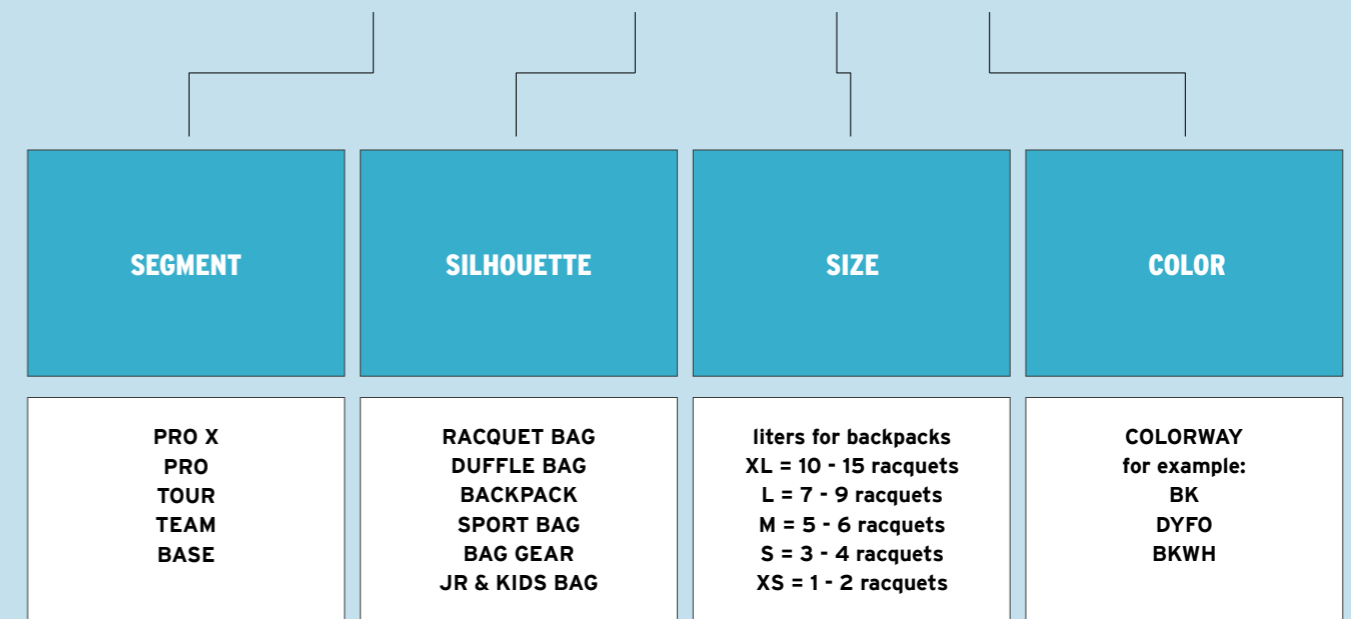 SEGMENT
SILHOUETTE
SIZE
COLOR
PRO X
PRO
TOUR
TEAM
BASE
RACQUET BAG
DUFFLE BAG
BACKPACK
SPORT BAG
BAG GEAR
JR & KIDS BAG
liters for backpacks
XL = 10 - 15 racquets
L = 7 - 9 racquets
M = 5 - 6 racquets
S = 3 - 4 racquets
XS = 1 - 2 racquets
COLORWAY
for example:
BK
DYFO
BKWH